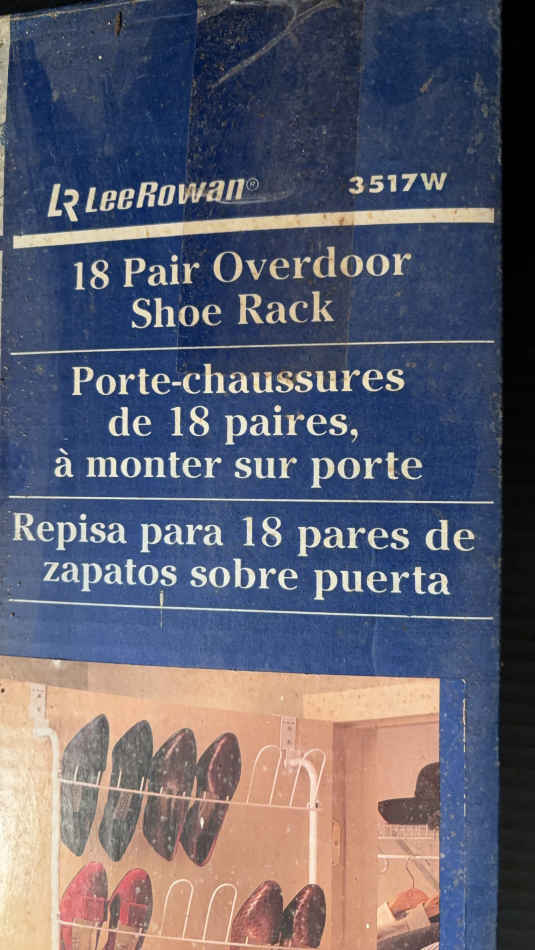 LR LeeRowan® 3517W
18 Pair Overdoor
Shoe Rack
Porte-chaussures
de 18 paires,
à monter sur porte
Repisa para 18 pares de
zapatos sobre puerta